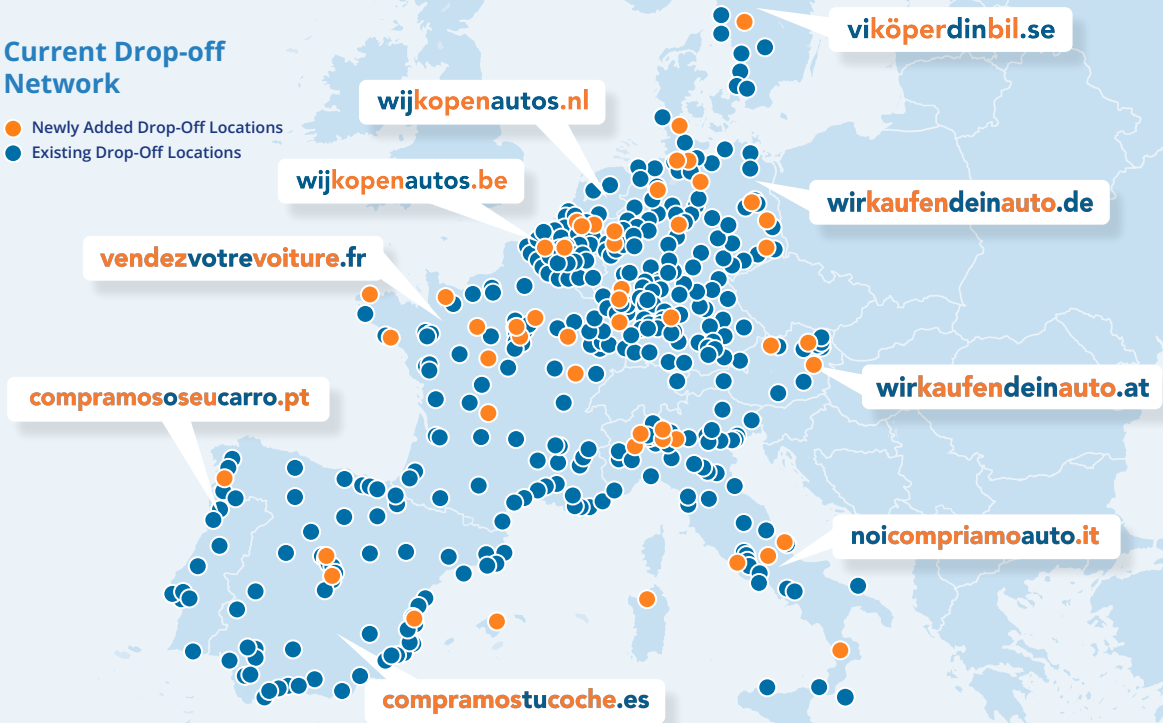 Current Drop-off
Network
Newly Added Drop-Off Locations
Existing Drop-Off Locations
viköperdinbil.se
wijkopenautos.nl
wijkopenautos.be
wirkaufendeinauto.de
vendezvotrevoiture.fr
wirkaufendeinauto.at
compramososeucarro.pt
noicompriamoauto.it
compramostucoche.es